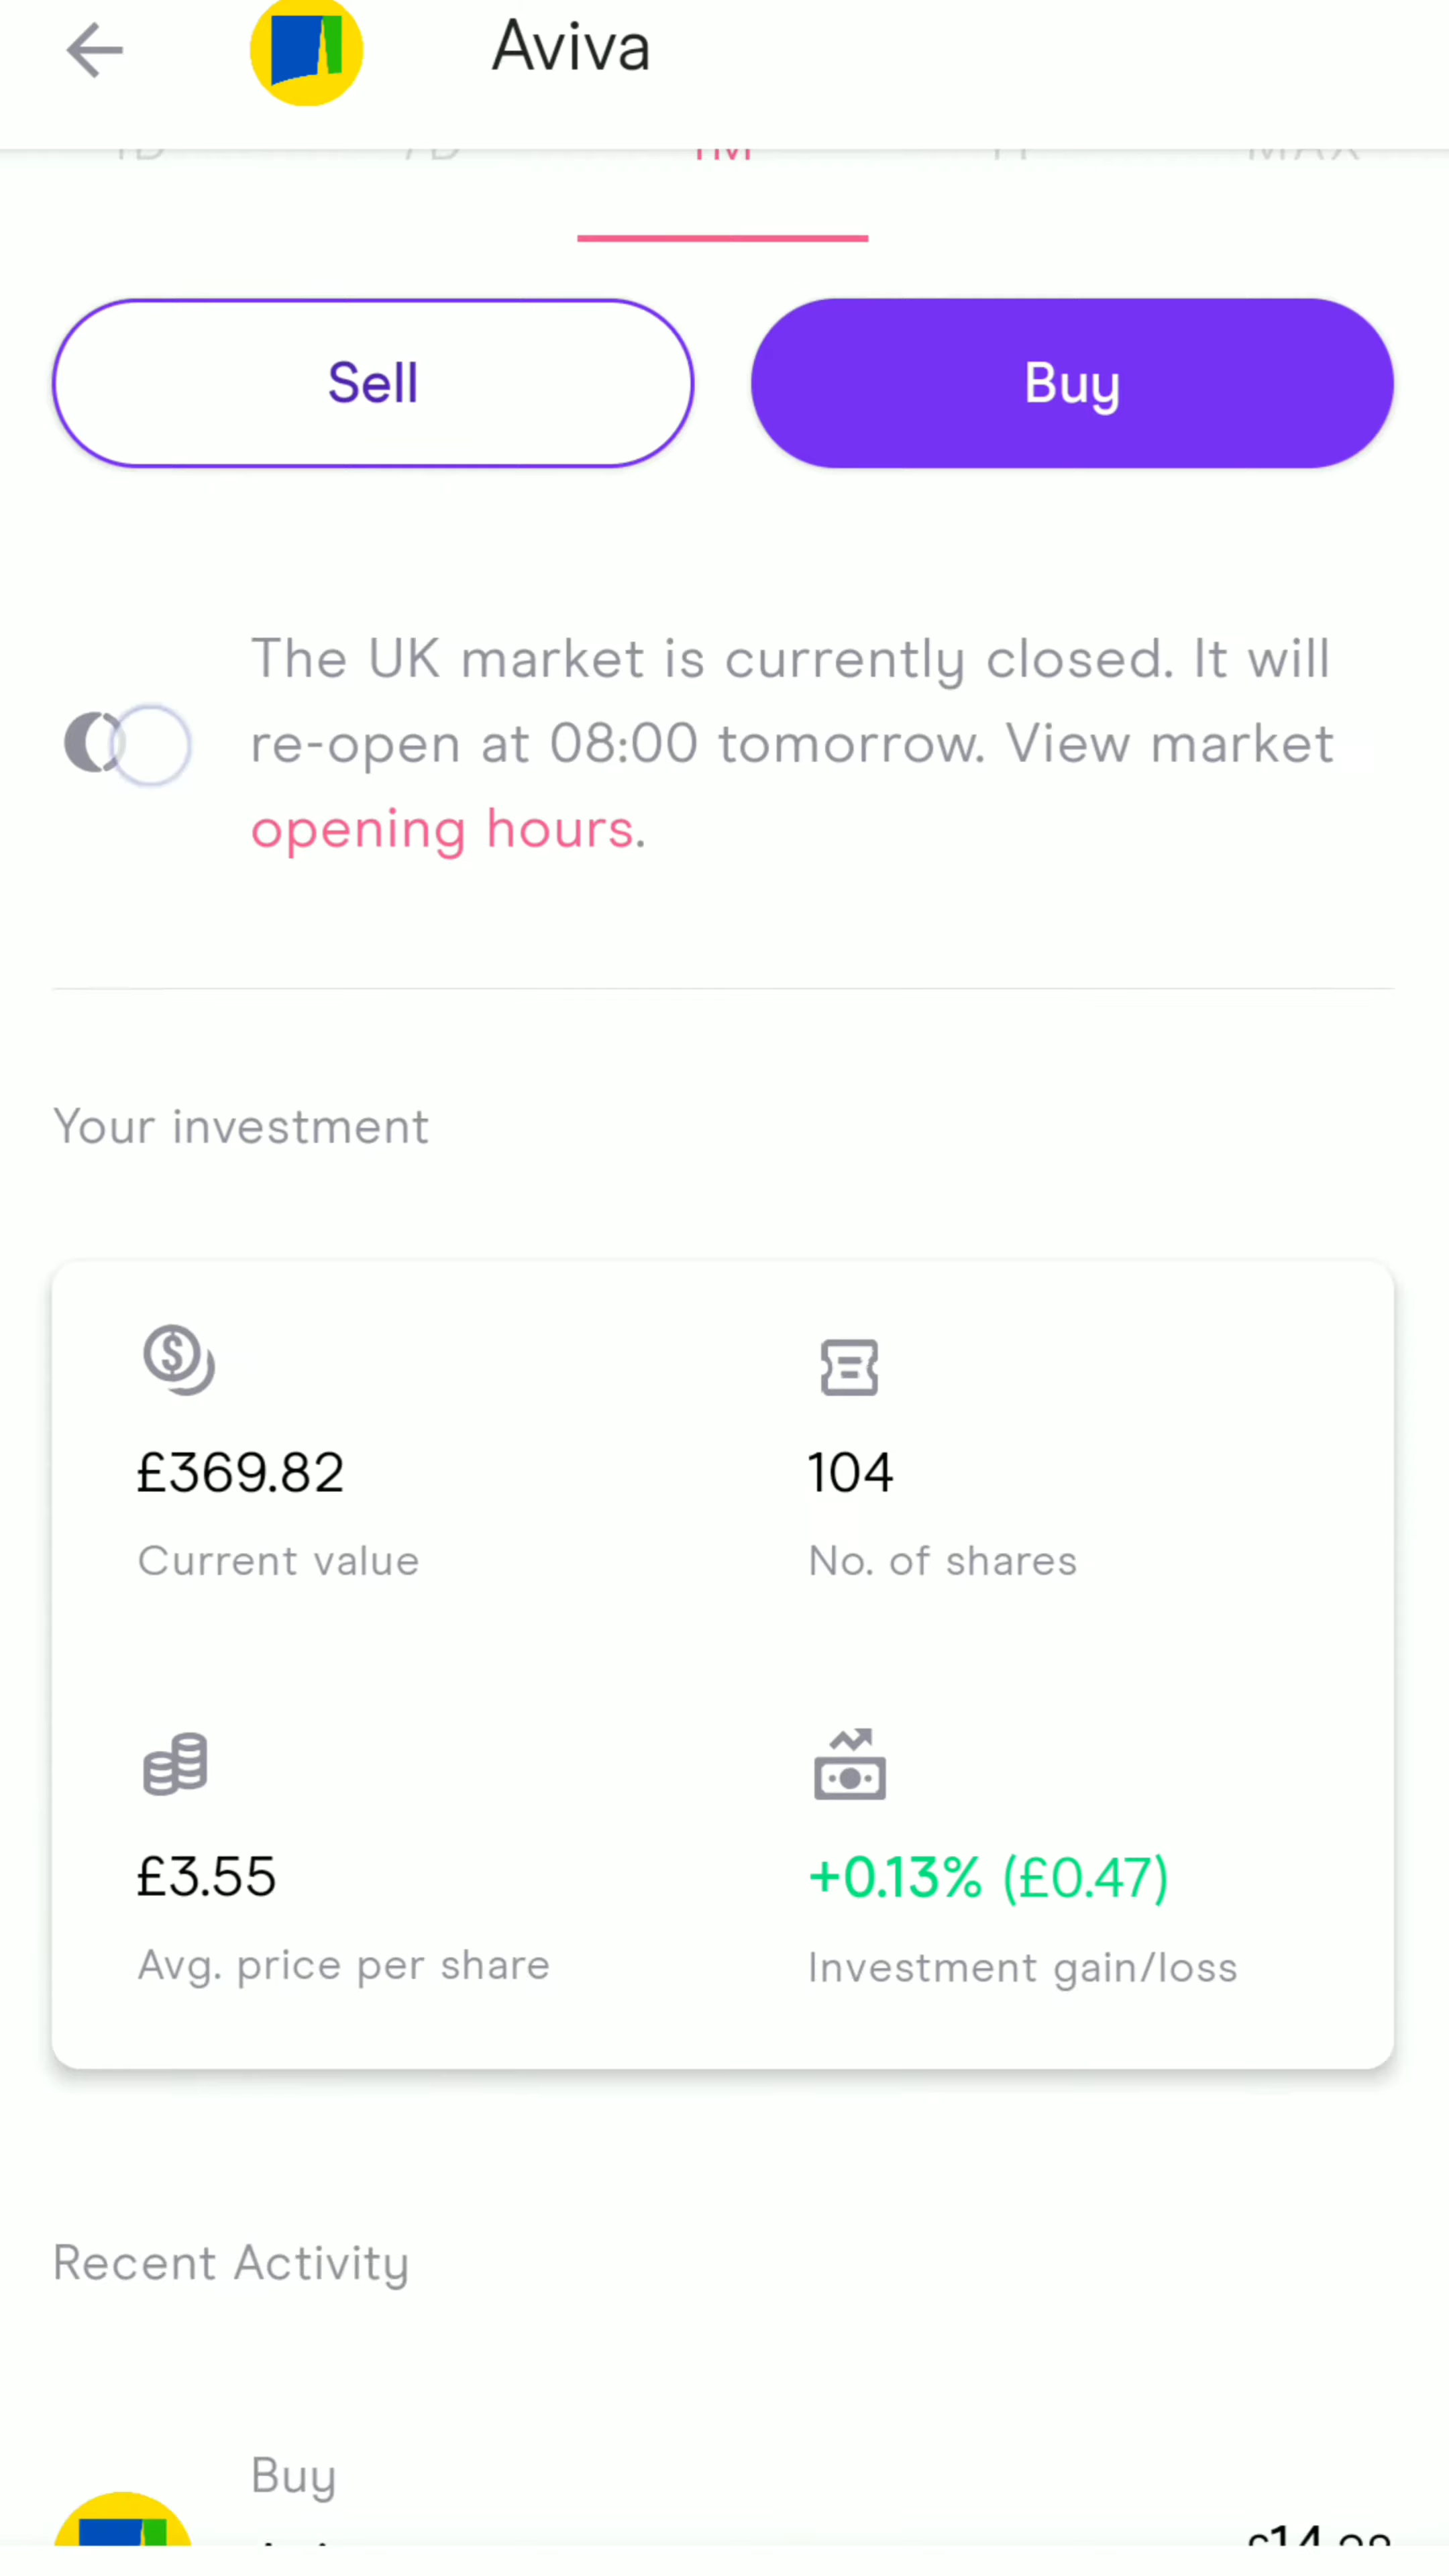 Aviva
1M
Sell
Buy
The UK market is currently closed. It will
re-open at 08:00 tomorrow. View market
opening hours.
Your investment
£369.82
104
Current value
No. of shares
£3.55
+0.13% (£0.47)
Avg. price per share
Investment gain/loss
Recent Activity
Buy